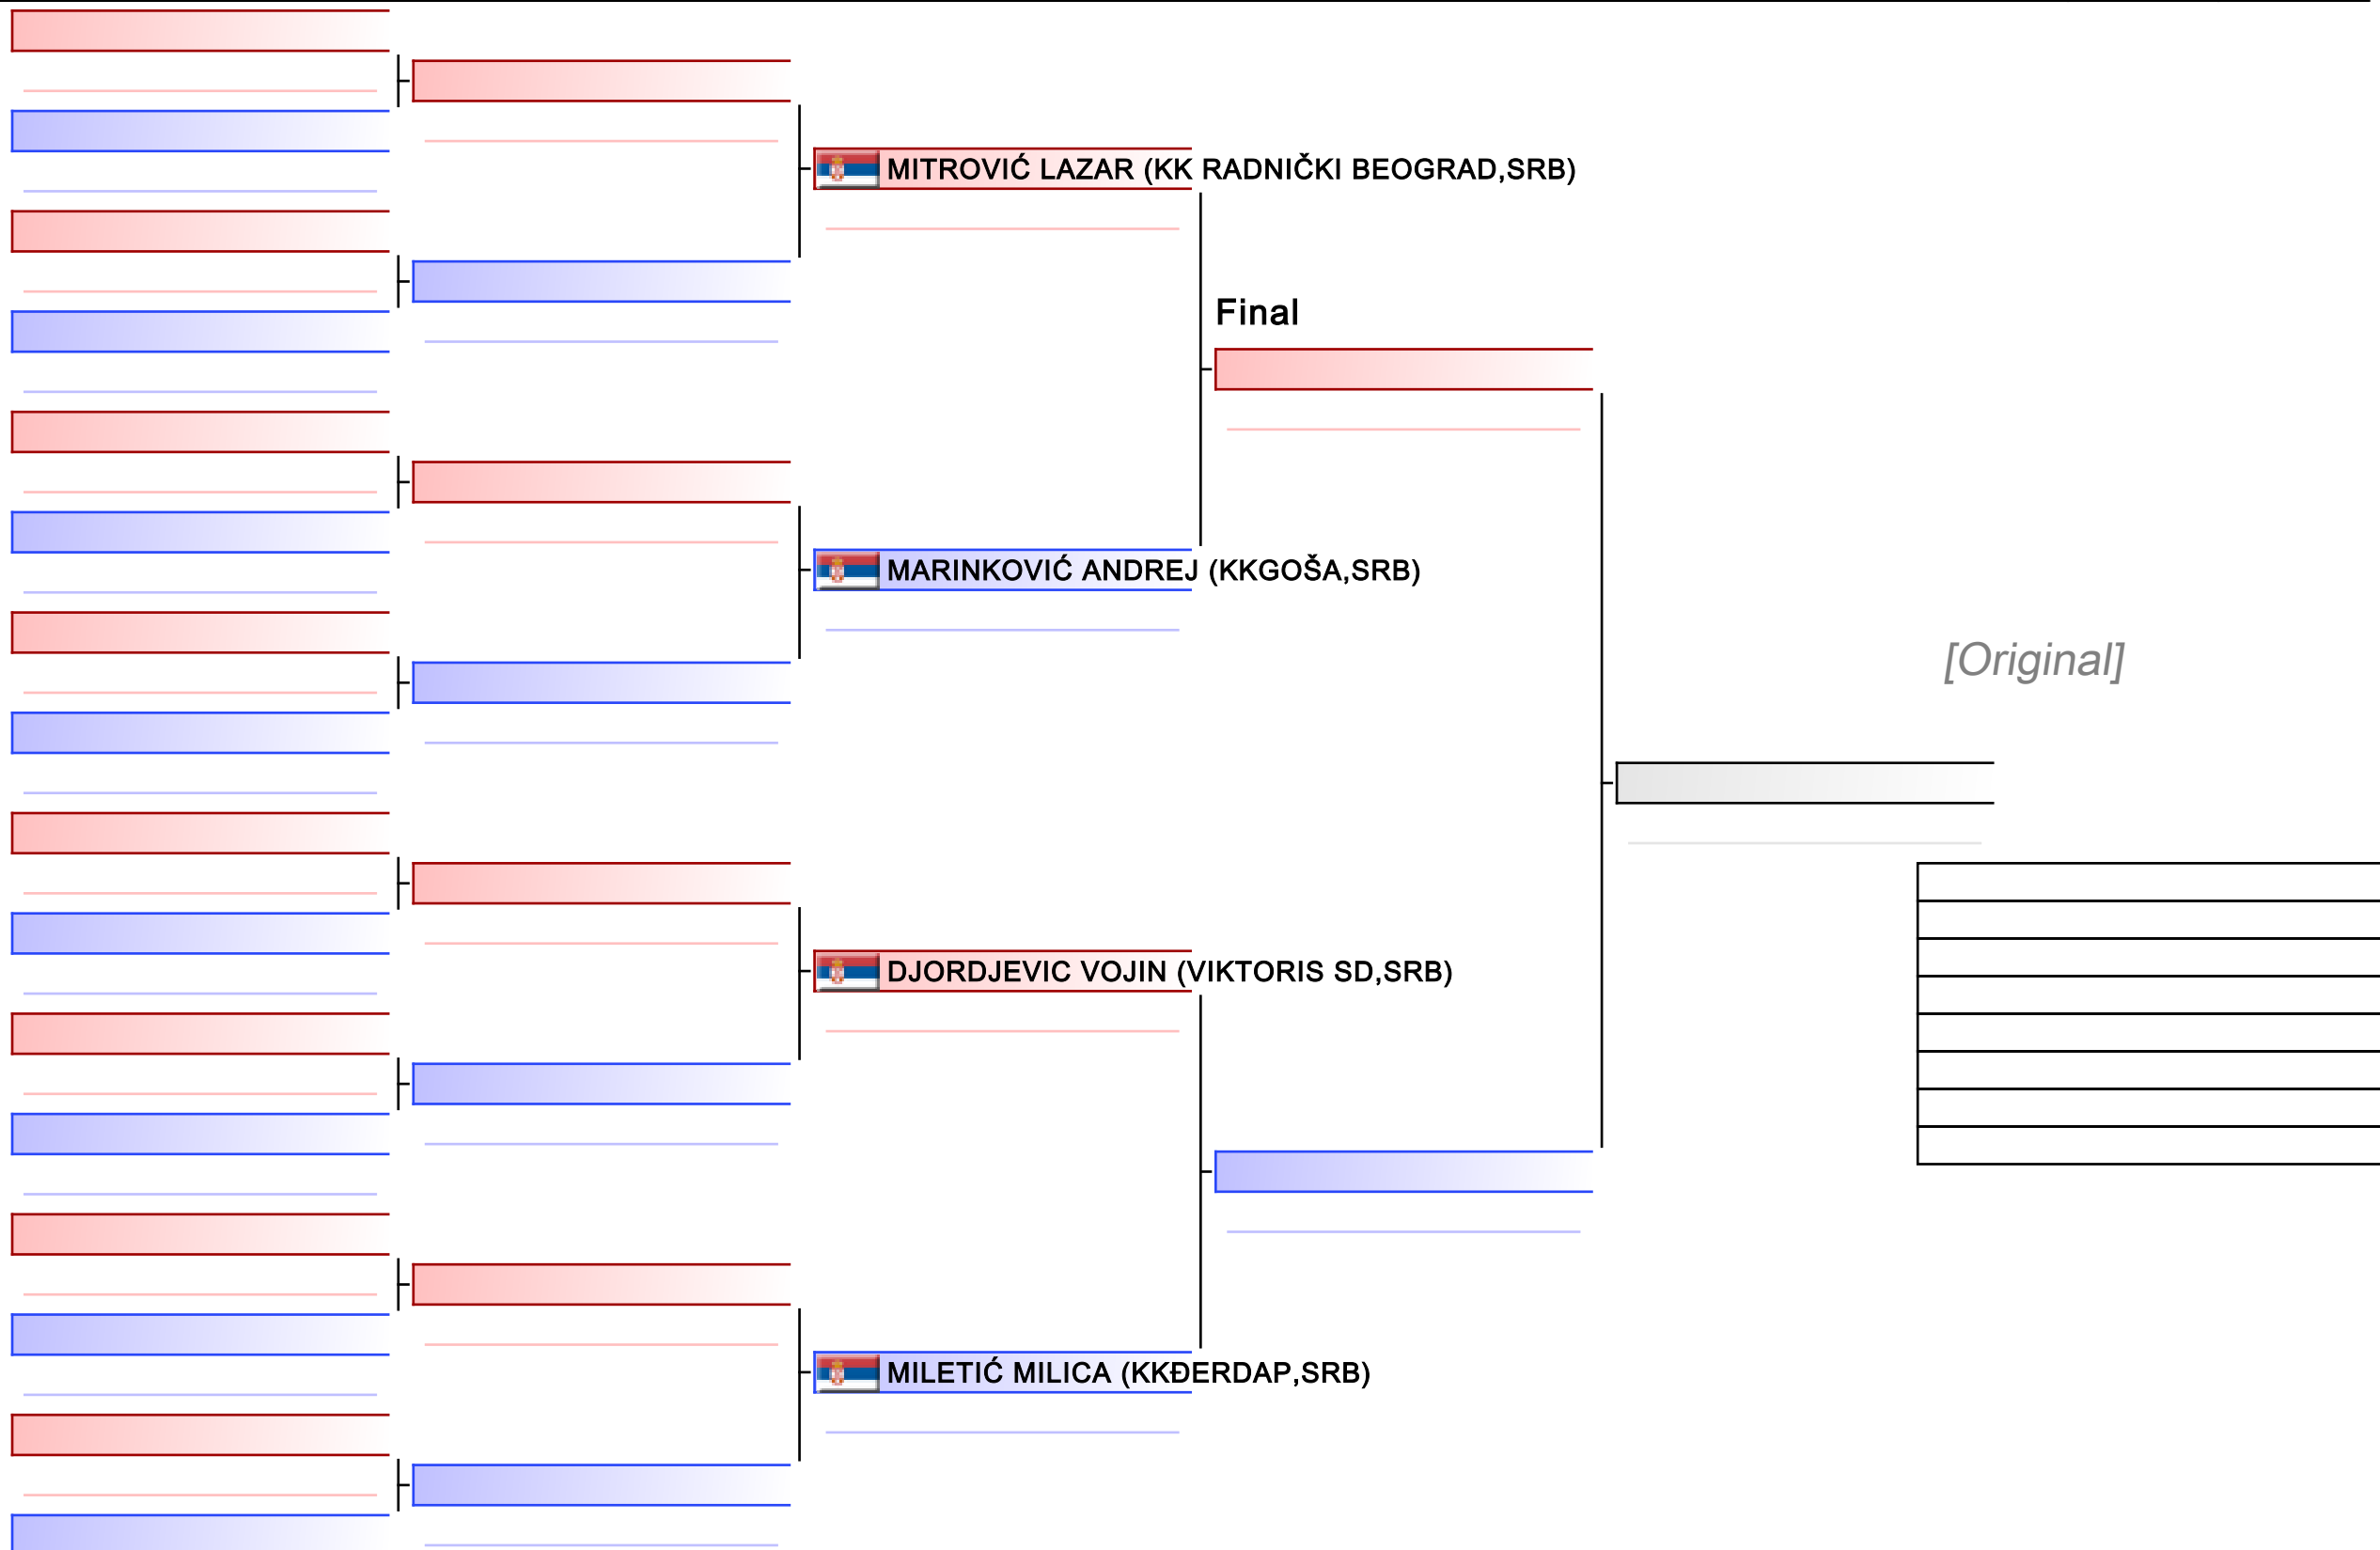 MITROVIĆ LAZAR (KK RADNIČKI BEOGRAD,SRB)
Final
MARINKOVIĆ ANDREJ (KKGOŠA,SRB)
[Original]
DJORDJEVIC VOJIN (VIKTORIS SD,SRB)
MILETIĆ MILICA (KKĐERDAP,SRB)